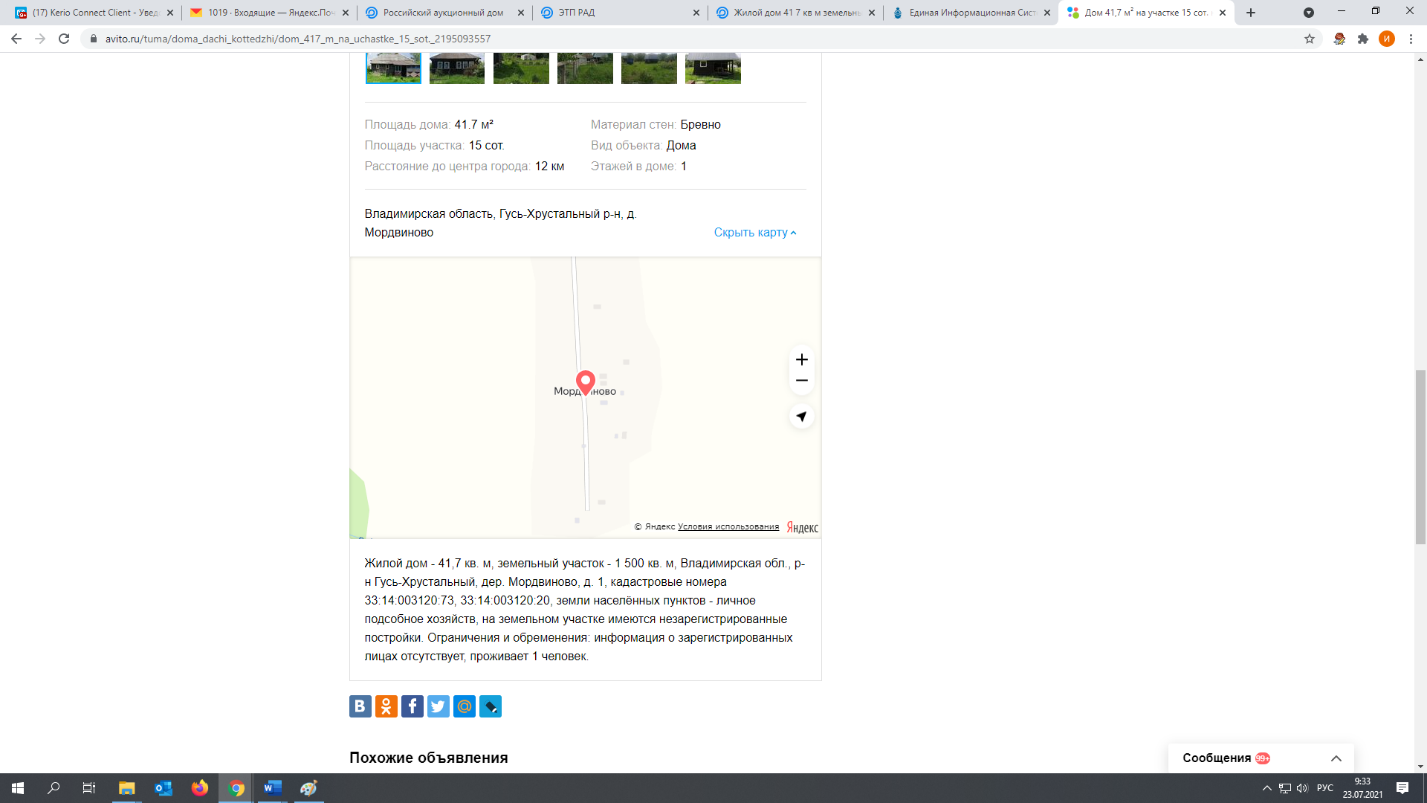 (17) Kerio Connect Client - Увед
1019 - Входящие — Яндекс.Поч
Российский аукционный дом
ЭТП РАД
Жилой дом 41 7 кв м земельны
Единая Информационная Сист
Дом 41,7 м² на участке 15 сот.
avito.ru/tuma/doma_dachi_kottedzhi/dom_417_m_na_uchastke_15_sot._2195093557
И
Площадь дома: 41.7 м²
Материал стен: Бревно
Площадь участка: 15 сот.
Вид объекта: Дома
Расстояние до центра города: 12 км
Этажей в доме: 1
Владимирская область, Гусь-Хрустальный р-н, д.
Мордвиново
Скрыть карту
Мордвиново
© Яндекс Условия использования Яндекс
Жилой дом - 41,7 кв. м, земельный участок - 1 500 кв. м, Владимирская обл., р-
н Гусь-Хрустальный, дер. Мордвиново, д. 1, кадастровые номера
33:14:003120:73, 33:14:003120:20, земли населённых пунктов - личное
подсобное хозяйств, на земельном участке имеются незарегистрированные
постройки. Ограничения и обременения: информация о зарегистрированных
лицах отсутствует, проживает 1 человек.
Похожие объявления
Сообщения 99+
РУС
9:33
23.07.2021